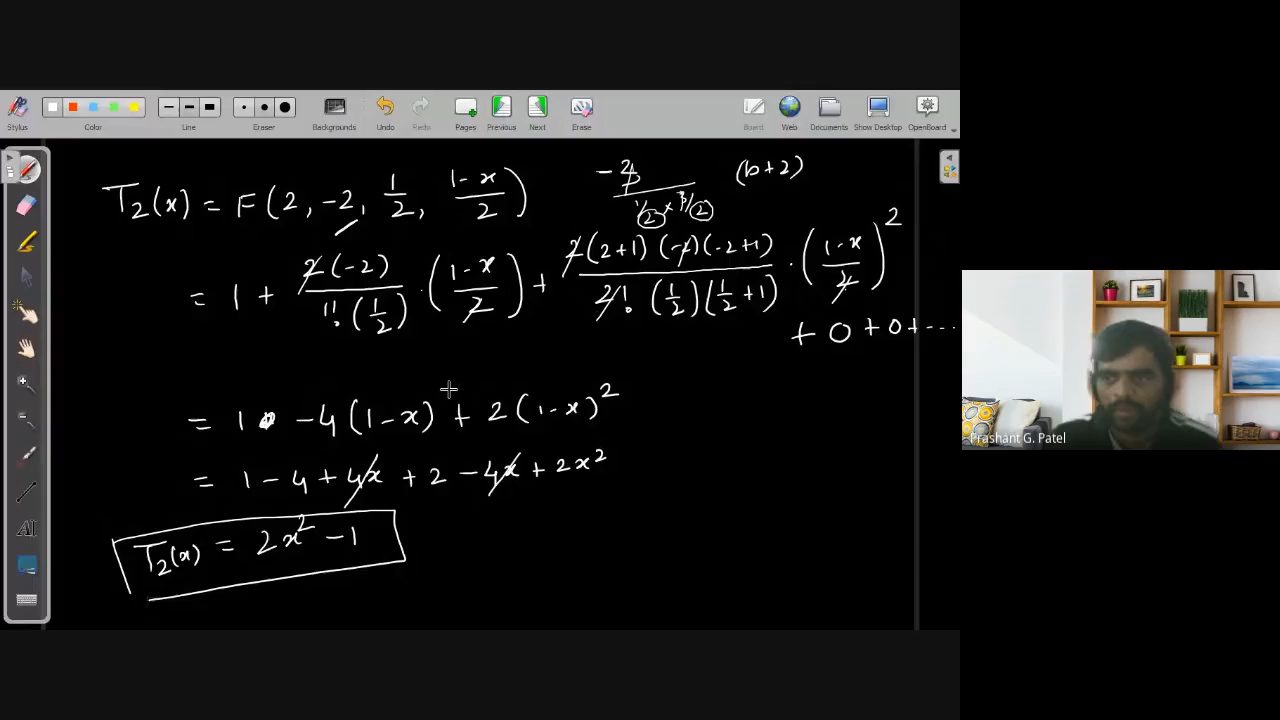 Color Line Eraser Backgrounds Undo Redo Pages Previous Next Erase Board Web Documents Show Desktop OpenBoard
T₂(x) = F(2, -2, 1/2, (1-x)/2)
(b+2)
= 1 + 2(-2)/(1!(1/2)) · ((1-x)/2) + 2(2+1)(-2)(-2+1)/(2!(1/2)(1/2+1)) · ((1-x)/2)²
+ 0 + 0 + ...
= 1 -4(1-x) + 2(1-x)²
= 1 - 4 + 4x + 2 - 4x + 2x²
T₂(x) = 2x² - 1
Stylus
Prashant G. Patel